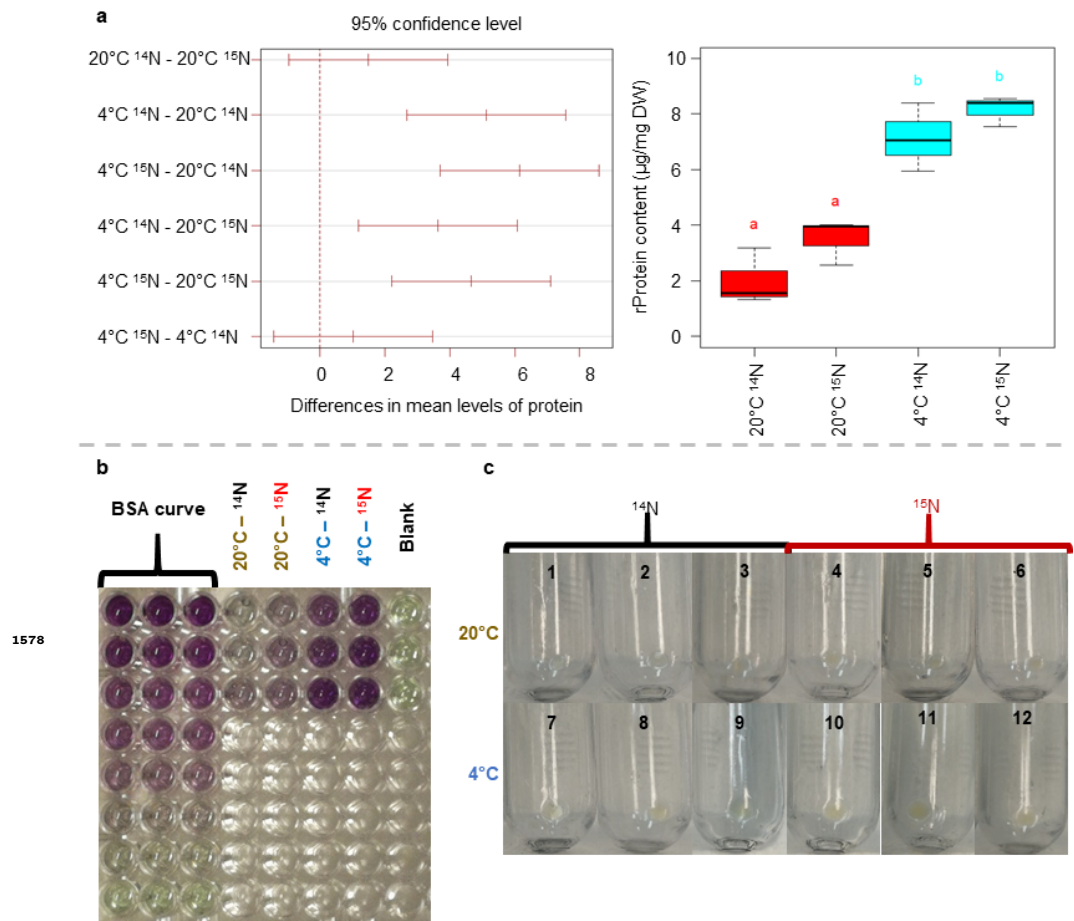 a
95% confidence level
20°C ¹⁴N - 20°C ¹⁵N
4°C ¹⁴N - 20°C ¹⁴N
4°C ¹⁵N - 20°C ¹⁴N
4°C ¹⁴N - 20°C ¹⁵N
4°C ¹⁵N - 20°C ¹⁵N
4°C ¹⁵N - 4°C ¹⁴N
0 2 4 6 8
Differences in mean levels of protein
rProtein content (µg/mg DW)
10
8
6
4
2
0
a
a
b
b
20°C ¹⁴N
20°C ¹⁵N
4°C ¹⁴N
4°C ¹⁵N
b
BSA curve
20°C – ¹⁴N
20°C – ¹⁵N
4°C – ¹⁴N
4°C – ¹⁵N
Blank
1578
c
¹⁴N
¹⁵N
20°C
1 2 3 4 5 6
4°C
7 8 9 10 11 12